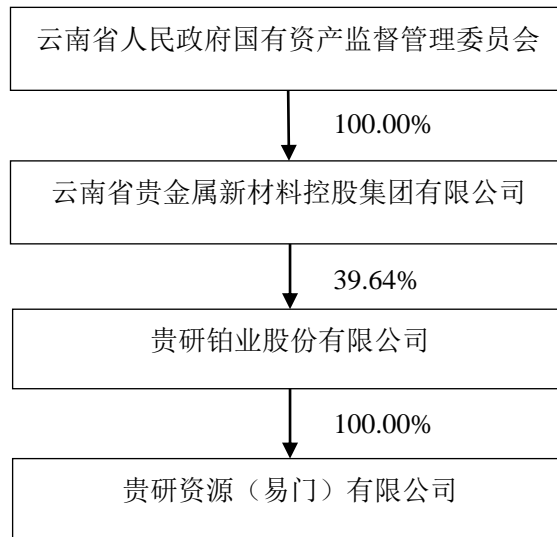 云南省人民政府国有资产监督管理委员会
100.00%
云南省贵金属新材料控股集团有限公司
39.64%
贵研铂业股份有限公司
100.00%
贵研资源（易门）有限公司